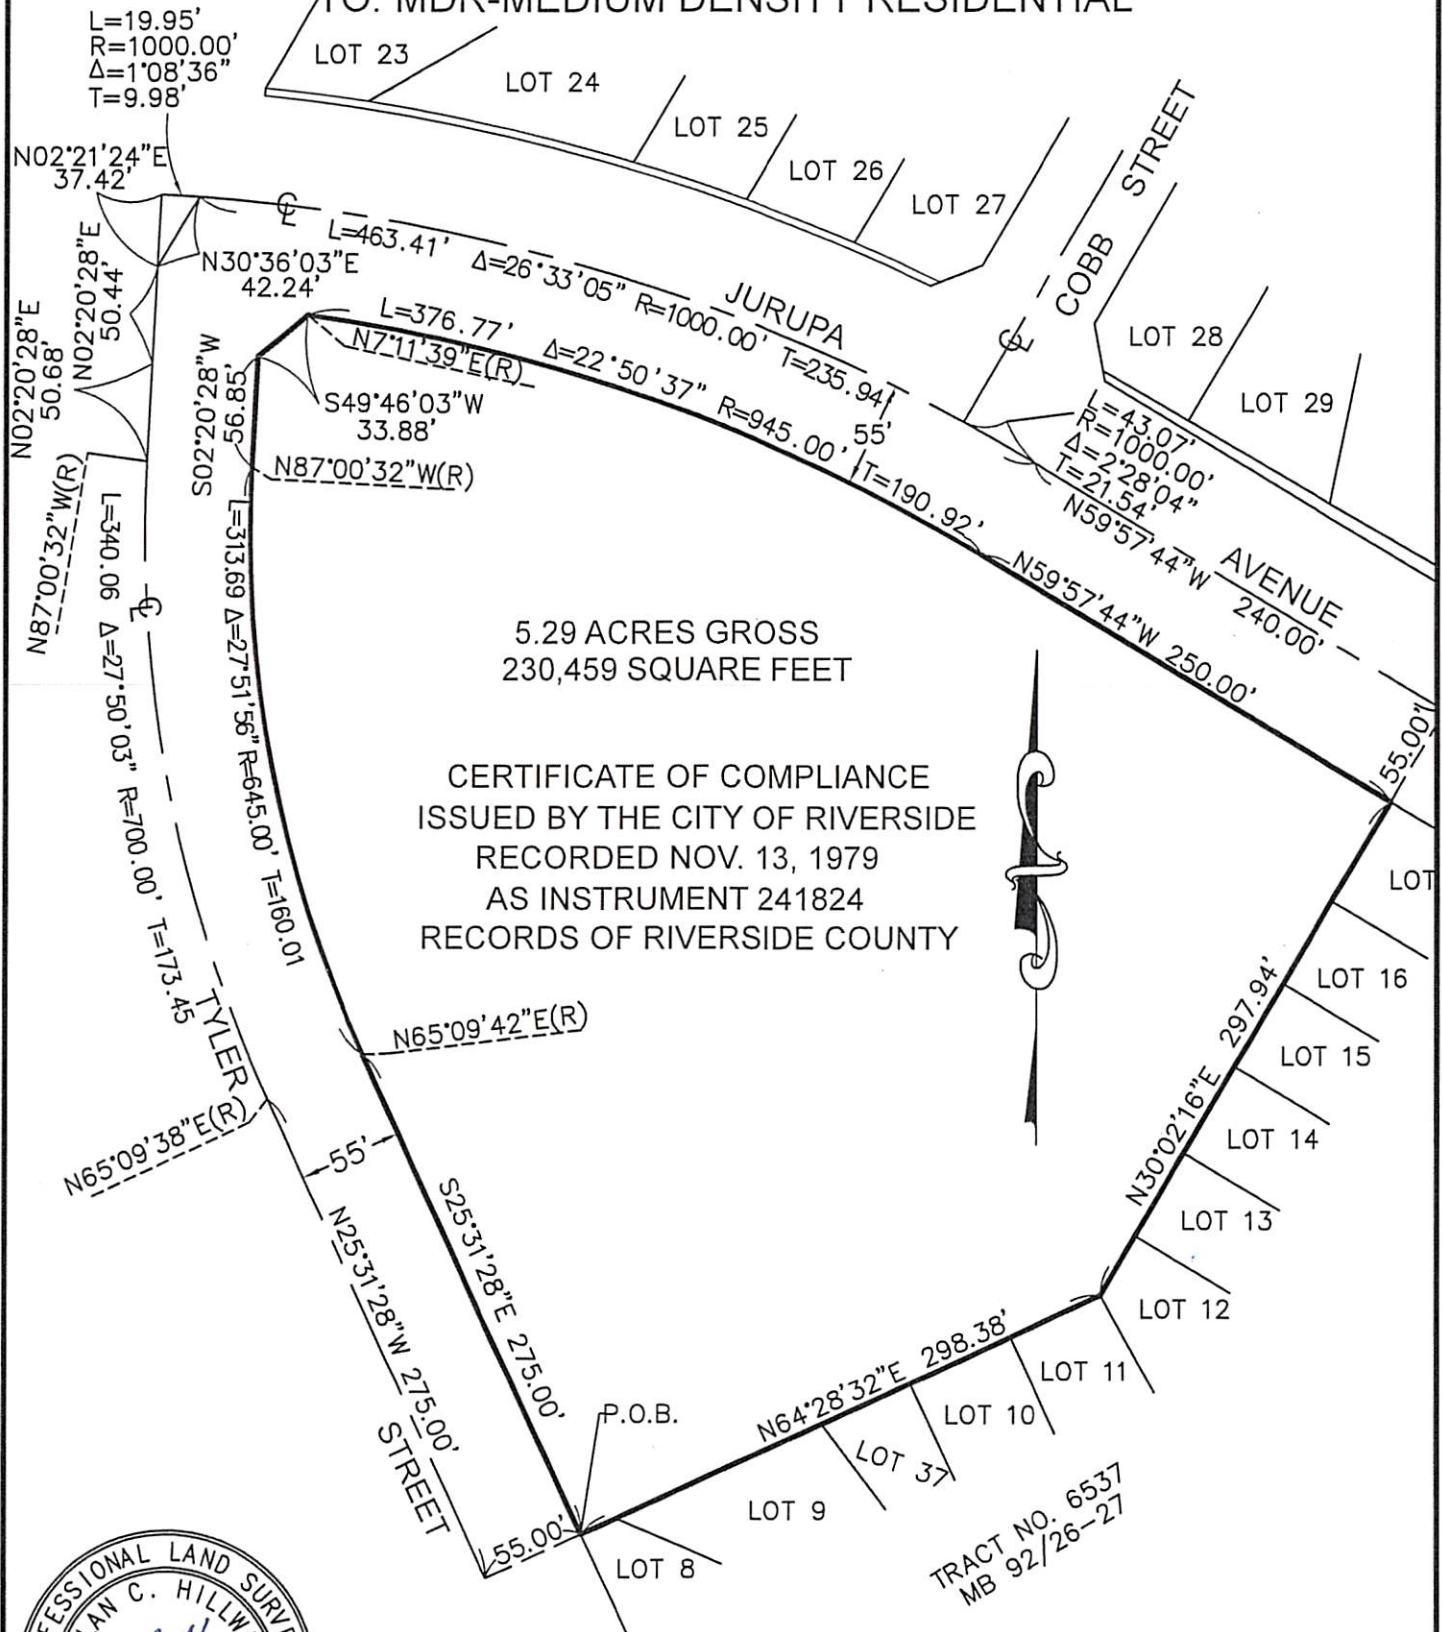 TO: MDR-MEDIUM DENSITY RESIDENTIAL
L=19.95'
R=1000.00'
Δ=1°08'36"
T=9.98'
LOT 23
LOT 24
LOT 25
LOT 26
LOT 27
COBB STREET
N02°21'24"E
37.42'
N02°20'28"E
50.44'
N02°20'28"E
50.68'
N30°36'03"E
42.24'
L=463.41' Δ=26°33'05" R=1000.00' T=235.94'
JURUPA
L=376.77' Δ=22°50'37" R=945.00' T=190.92'
N7°11'39"E(R)
S49°46'03"W
33.88'
S02°20'28"W
56.85'
N87°00'32"W(R)
N87°00'32"W(R)
55'
LOT 28
LOT 29
L=43.07'
R=1000.00'
Δ=2°28'04"
T=21.54'
N59°57'44"W
240.00'
AVENUE
N59°57'44"W 250.00'
55.00'
L=340.06 Δ=27°50'03" R=700.00' T=173.45
L=313.69 Δ=27°51'56" R=645.00' T=160.01
5.29 ACRES GROSS
230,459 SQUARE FEET
CERTIFICATE OF COMPLIANCE
ISSUED BY THE CITY OF RIVERSIDE
RECORDED NOV. 13, 1979
AS INSTRUMENT 241824
RECORDS OF RIVERSIDE COUNTY
LOT
LOT 16
LOT 15
LOT 14
LOT 13
LOT 12
LOT 11
LOT 10
LOT 37
LOT 9
LOT 8
N30°02'16"E 297.94'
N65°09'42"E(R)
TYLER
N65°09'38"E(R)
55'
S25°31'28"E 275.00'
N25°31'28"W 275.00'
STREET
P.O.B.
N64°28'32"E 298.38'
55.00'
TRACT NO. 6537
MB 92/26-27
FESSIONAL LAND SURVE
LAN C. HILLW